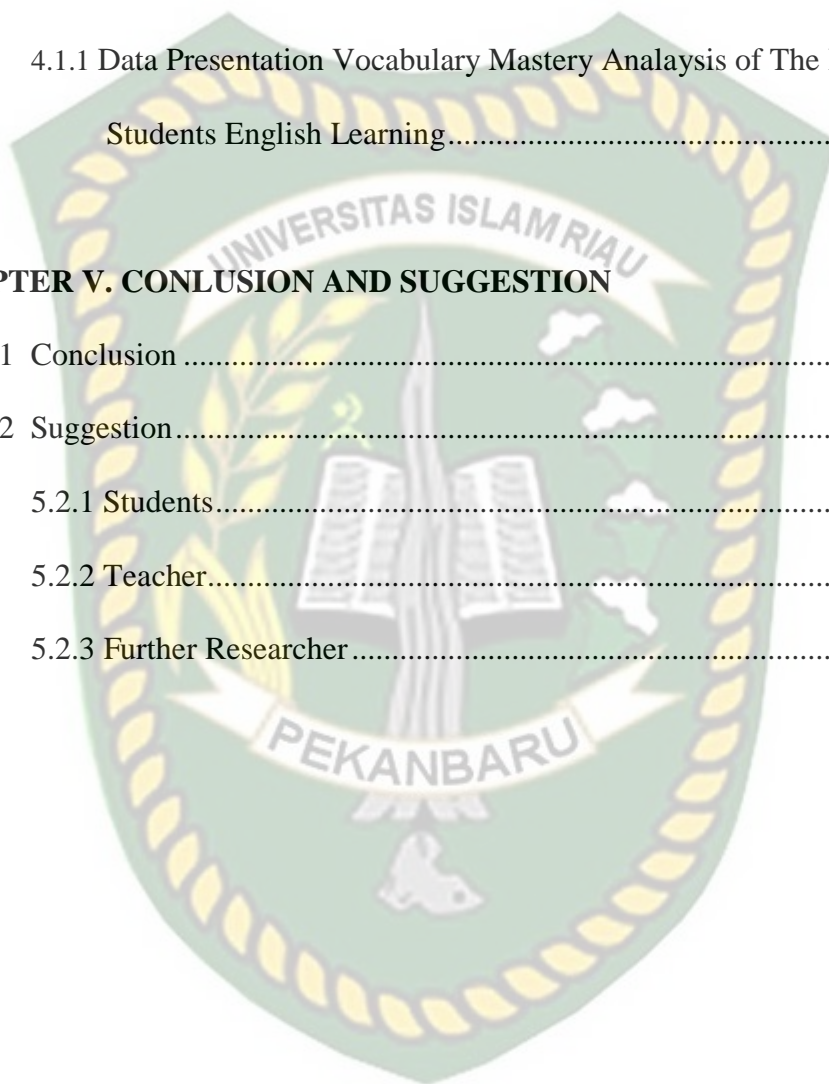 4.1.1 Data Presentation Vocabulary Mastery Analaysis of The
Students English Learning................................................
UNIVERSITAS ISLAM RIAU
PTER V. CONLUSION AND SUGGESTION
1 Conclusion ................................................................................
2 Suggestion.................................................................................
5.2.1 Students.............................................................................
5.2.2 Teacher..............................................................................
5.2.3 Further Researcher ............................................................
PEKANBARU